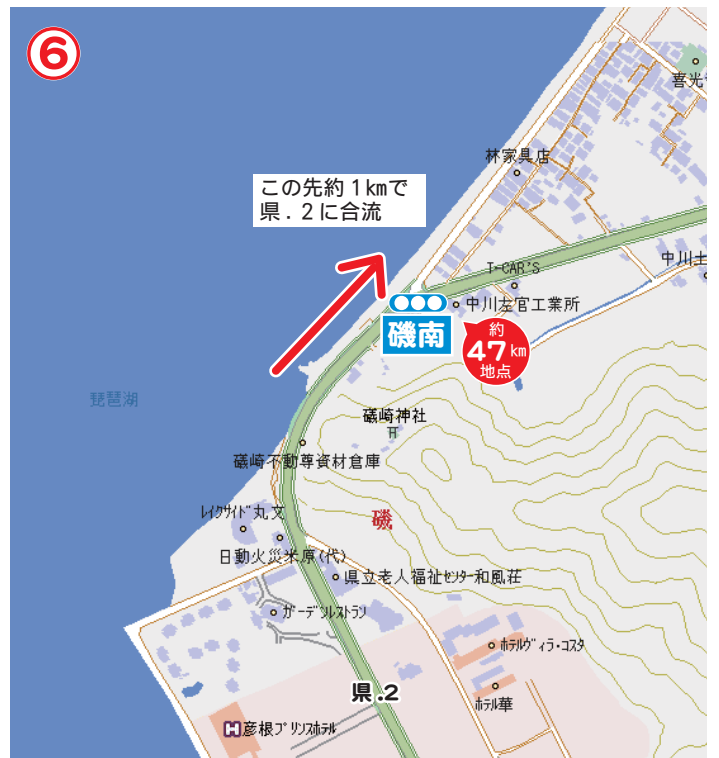 ⑥
喜光
林家具店
この先約1kmで
県.2に合流
T-CAR'S
中川土
中川左官工業所
磯南
約
47km
地点
琵琶湖
礒崎神社
礒崎不動尊資材倉庫
レイクサイド丸文
磯
日動火災米原(代)
県立老人福祉センター和風荘
ガーデンレストラン
ホテルヴィラ・コスタ
県.2
ホテル華
H彦根プリンスホテル